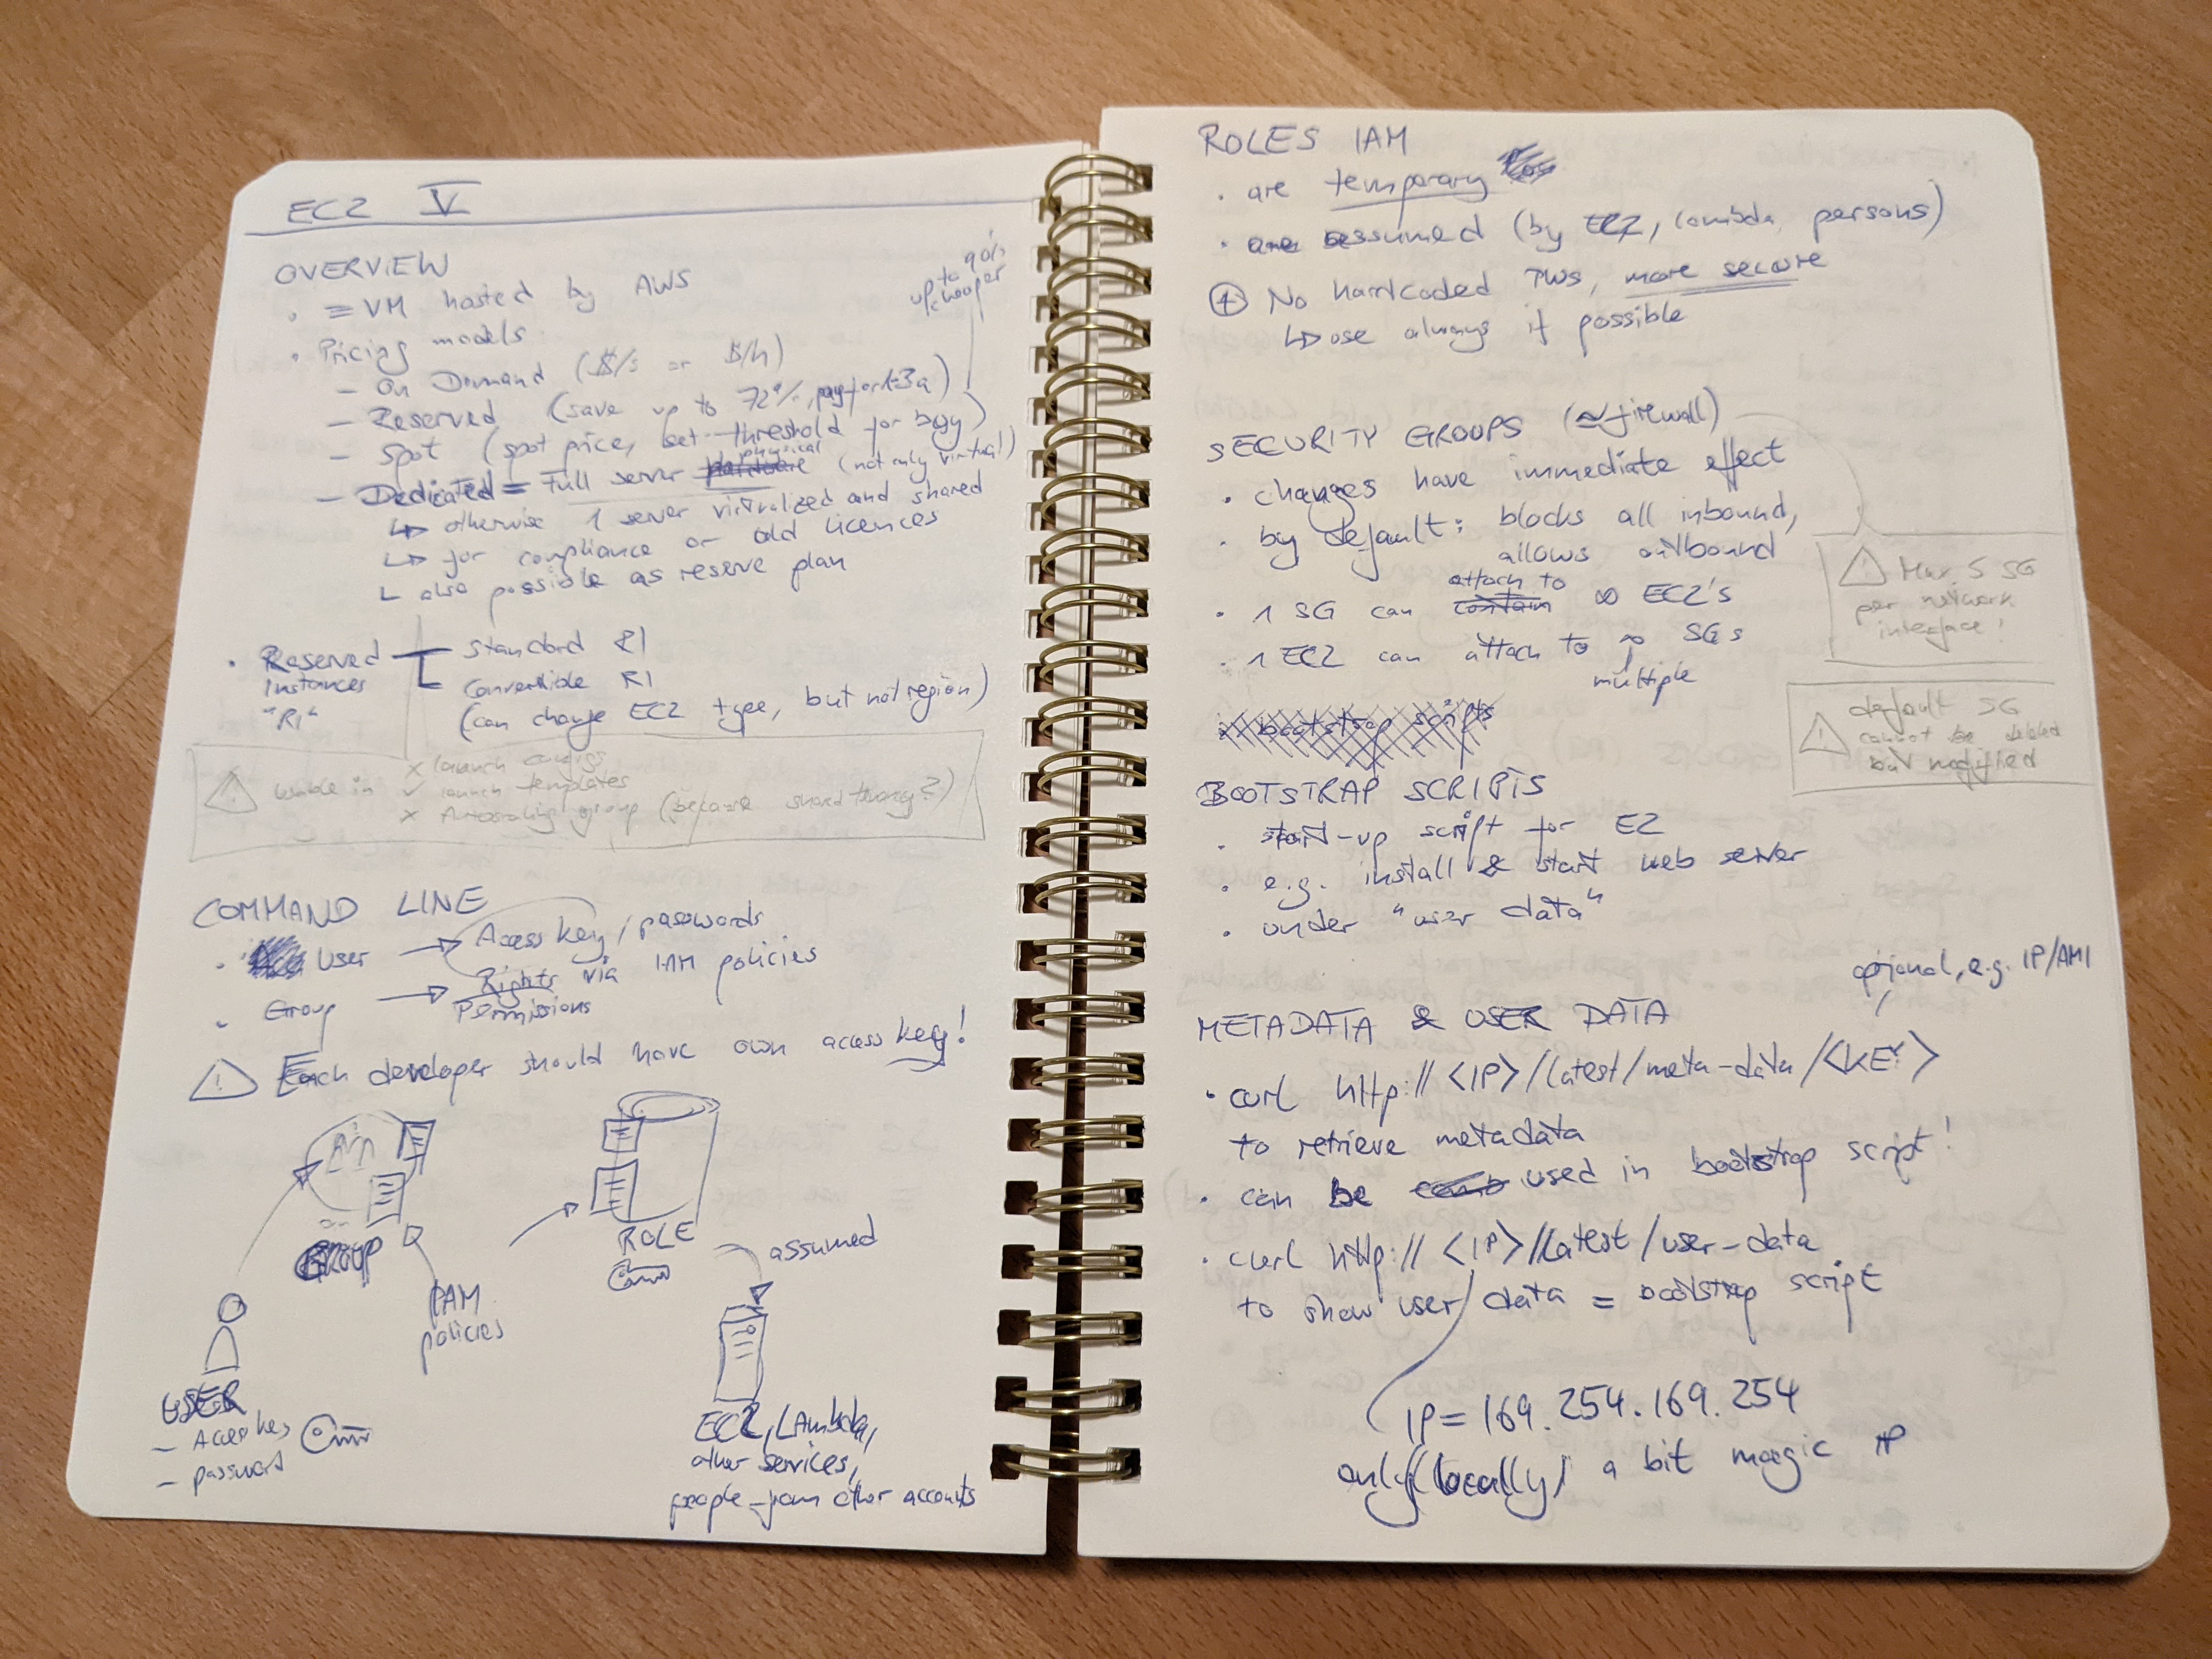 EC2 V
OVERVIEW
• = VM hosted by AWS
up to 90% cheaper
• Pricing models
– On Demand ($/s or $/h)
– Reserved (save up to 72%, pay for 1-3a)
– Spot (spot price, set threshold for buy)
– Dedicated = Full server physical (not only virtual)
↳ otherwise 1 server virtualized and shared
↳ for compliance or old licences
↳ also possible as reserve plan
• Reserved Instances "RI"
standard RI
Convertible RI
(can change EC2 type, but not region)
⚠ Usable in
× launch configs
✓ launch templates
× Autoscaling group (because shared tenancy?)
COMMAND LINE
• User → Access key / passwords
• Group → Rights via IAM policies
Permissions
⚠ Each developer should have own access key!
GROUP
IAM policies
ROLE
assumed
USER
– Access key
– password
EC2, Lambda,
other services,
people from other accounts
ROLES IAM
• are temporary
• are assumed (by EC2, lambda, persons)
⊕ No hardcoded PWs, more secure
↳ use always if possible
SECURITY GROUPS (≃ firewall)
• changes have immediate effect
• by default: blocks all inbound,
allows outbound
⚠ Max. 5 SG
per network
interface!
attach to
• 1 SG can contain ∞ EC2's
• 1 EC2 can attach to ∞ SGs
multiple
⚠ default SG
cannot be deleted
but modified
• bootstrap scripts
BOOTSTRAP SCRIPTS
• start-up script for E2
• e.g. install & start web server
• under "user data"
optional, e.g. IP/AMI
METADATA & USER DATA
• curl http://<IP>/latest/meta-data/<KEY>
to retrieve metadata
• can be used in bootstrap script!
• curl http://<IP>/latest/user-data
to show user data = bootstrap script
IP = 169.254.169.254
only (locally) a bit magic IP